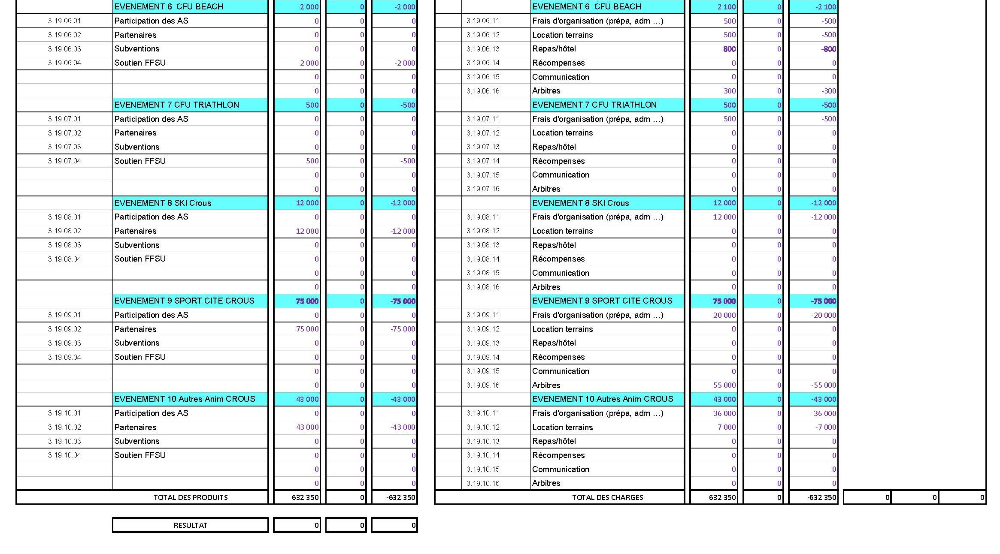 EVENEMENT 6 CFU BEACH 2 000 0 -2 000 EVENEMENT 6 CFU BEACH 2 100 0 -2 100
3.19.06.01 Participation des AS 0 0 0 3.19.06.11 Frais d'organisation (prépa, adm ...) 500 0 -500
3.19.06.02 Partenaires 0 0 0 3.19.06.12 Location terrains 500 0 -500
3.19.06.03 Subventions 0 0 0 3.19.06.13 Repas/hôtel 800 0 -800
3.19.06.04 Soutien FFSU 2 000 0 -2 000 3.19.06.14 Récompenses 0 0 0
0 0 0 3.19.06.15 Communication 0 0 0
0 0 0 3.19.06.16 Arbitres 300 0 -300
EVENEMENT 7 CFU TRIATHLON 500 0 -500 EVENEMENT 7 CFU TRIATHLON 500 0 -500
3.19.07.01 Participation des AS 0 0 0 3.19.07.11 Frais d'organisation (prépa, adm ...) 500 0 -500
3.19.07.02 Partenaires 0 0 0 3.19.07.12 Location terrains 0 0 0
3.19.07.03 Subventions 0 0 0 3.19.07.13 Repas/hôtel 0 0 0
3.19.07.04 Soutien FFSU 500 0 -500 3.19.07.14 Récompenses 0 0 0
0 0 0 3.19.07.15 Communication 0 0 0
0 0 0 3.19.07.16 Arbitres 0 0 0
EVENEMENT 8 SKI Crous 12 000 0 -12 000 EVENEMENT 8 SKI Crous 12 000 0 -12 000
3.19.08.01 Participation des AS 0 0 0 3.19.08.11 Frais d'organisation (prépa, adm ...) 12 000 0 -12 000
3.19.08.02 Partenaires 12 000 0 -12 000 3.19.08.12 Location terrains 0 0 0
3.19.08.03 Subventions 0 0 0 3.19.08.13 Repas/hôtel 0 0 0
3.19.08.04 Soutien FFSU 0 0 0 3.19.08.14 Récompenses 0 0 0
0 0 0 3.19.08.15 Communication 0 0 0
0 0 0 3.19.08.16 Arbitres 0 0 0
EVENEMENT 9 SPORT CITE CROUS 75 000 0 -75 000 EVENEMENT 9 SPORT CITE CROUS 75 000 0 -75 000
3.19.09.01 Participation des AS 0 0 0 3.19.09.11 Frais d'organisation (prépa, adm ...) 20 000 0 -20 000
3.19.09.02 Partenaires 75 000 0 -75 000 3.19.09.12 Location terrains 0 0 0
3.19.09.03 Subventions 0 0 0 3.19.09.13 Repas/hôtel 0 0 0
3.19.09.04 Soutien FFSU 0 0 0 3.19.09.14 Récompenses 0 0 0
0 0 0 3.19.09.15 Communication 0 0 0
0 0 0 3.19.09.16 Arbitres 55 000 0 -55 000
EVENEMENT 10 Autres Anim CROUS 43 000 0 -43 000 EVENEMENT 10 Autres Anim CROUS 43 000 0 -43 000
3.19.10.01 Participation des AS 0 0 0 3.19.10.11 Frais d'organisation (prépa, adm ...) 36 000 0 -36 000
3.19.10.02 Partenaires 43 000 0 -43 000 3.19.10.12 Location terrains 7 000 0 -7 000
3.19.10.03 Subventions 0 0 0 3.19.10.13 Repas/hôtel 0 0 0
3.19.10.04 Soutien FFSU 0 0 0 3.19.10.14 Récompenses 0 0 0
0 0 0 3.19.10.15 Communication 0 0 0
0 0 0 3.19.10.16 Arbitres 0 0 0
TOTAL DES PRODUITS 632 350 0 -632 350 TOTAL DES CHARGES 632 350 0 -632 350 0 0 0
RESULTAT 0 0 0